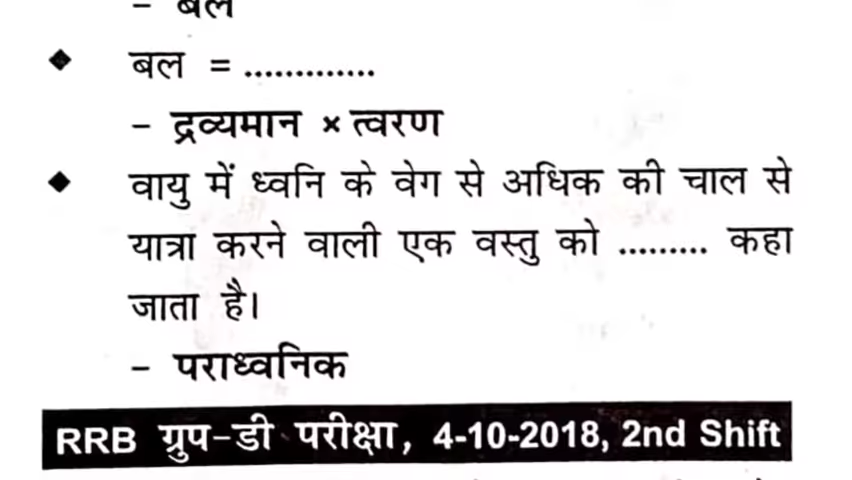 - बल
◆ बल = .............
- द्रव्यमान × त्वरण
◆ वायु में ध्वनि के वेग से अधिक की चाल से
यात्रा करने वाली एक वस्तु को ......... कहा
जाता है।
- पराध्वनिक
RRB ग्रुप-डी परीक्षा, 4-10-2018, 2nd Shift